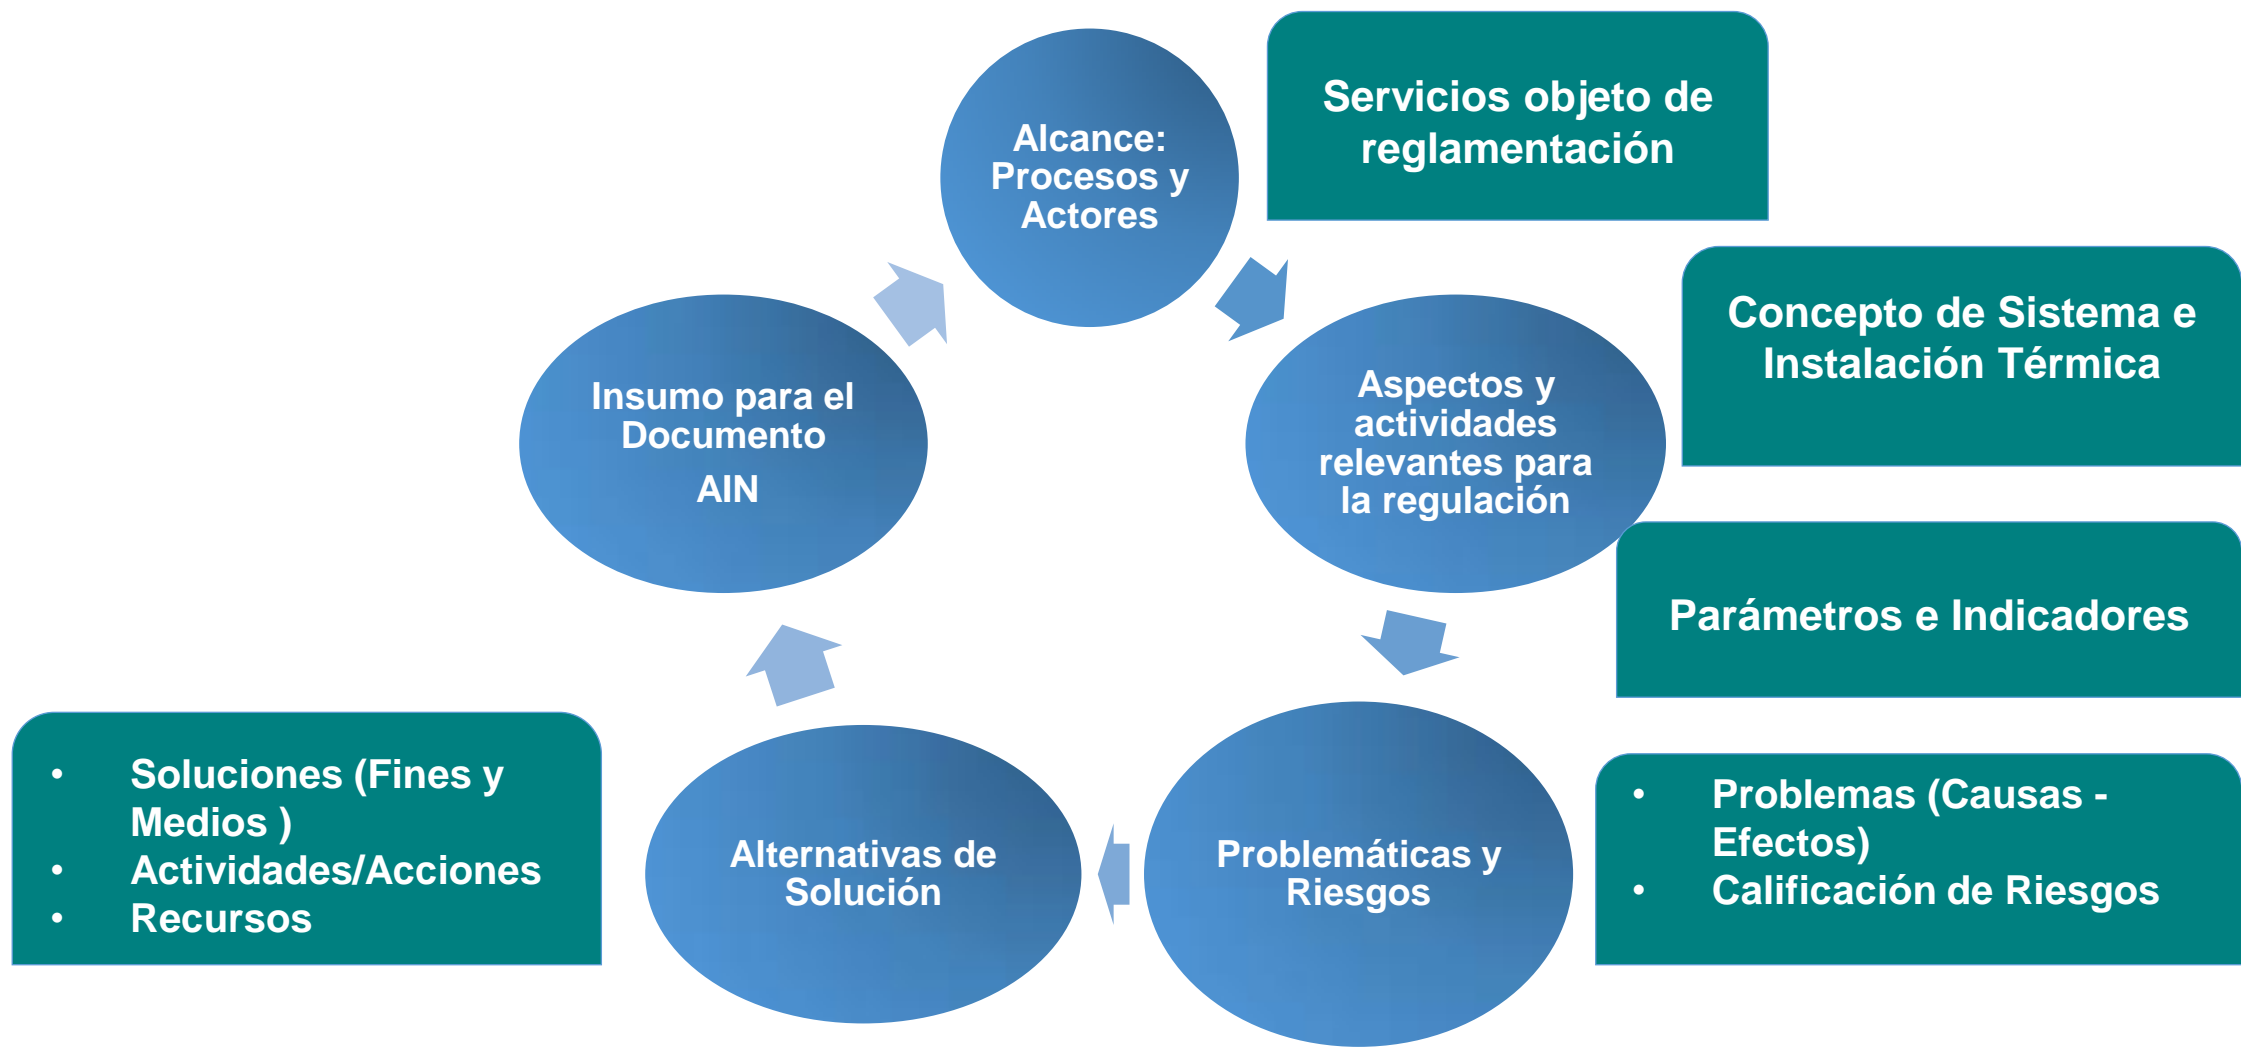 Alcance:
Procesos y
Actores
Servicios objeto de
reglamentación
Aspectos y
actividades
relevantes para
la regulación
Concepto de Sistema e
Instalación Térmica
Parámetros e Indicadores
Problemáticas y
Riesgos
• Problemas (Causas -
Efectos)
• Calificación de Riesgos
Alternativas de
Solución
• Soluciones (Fines y
Medios )
• Actividades/Acciones
• Recursos
Insumo para el
Documento
AIN